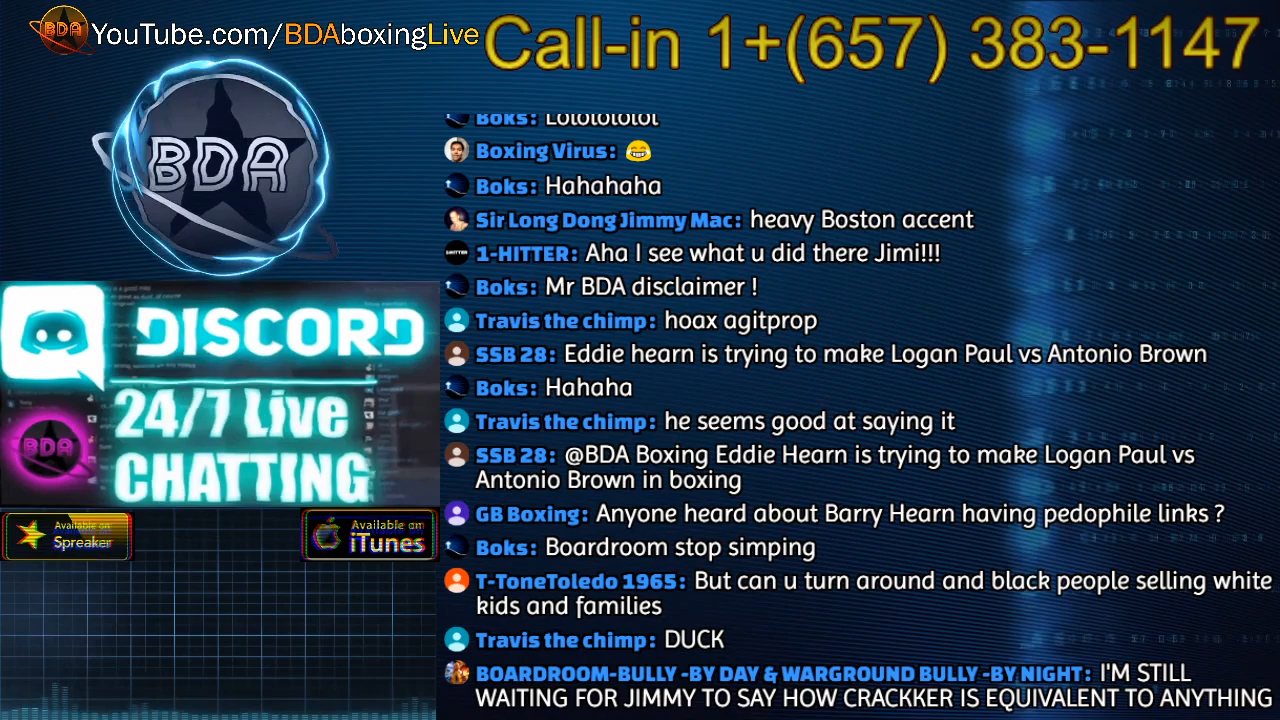 YouTube.com/BDAboxingLive
Call-in 1+(657) 383-1147
BDA
BDA
Boks: Lolololololol
Boxing Virus: 😂
Boks: Hahahaha
Sir Long Dong Jimmy Mac: heavy Boston accent
1-HITTER: Aha I see what u did there Jimi!!!
Boks: Mr BDA disclaimer !
Travis the chimp: hoax agitprop
SSB 28: Eddie hearn is trying to make Logan Paul vs Antonio Brown
Boks: Hahaha
Travis the chimp: he seems good at saying it
SSB 28: @BDA Boxing Eddie Hearn is trying to make Logan Paul vs
Antonio Brown in boxing
GB Boxing: Anyone heard about Barry Hearn having pedophile links ?
Boks: Boardroom stop simping
T-ToneToledo 1965: But can u turn around and black people selling white
kids and families
Travis the chimp: DUCK
BOARDROOM-BULLY -BY DAY & WARGROUND BULLY -BY NIGHT: I'M STILL
WAITING FOR JIMMY TO SAY HOW CRACKKER IS EQUIVALENT TO ANYTHING
DISCORD
24/7 Live
CHATTING
BDA
Available on
Spreaker
Available on
iTunes